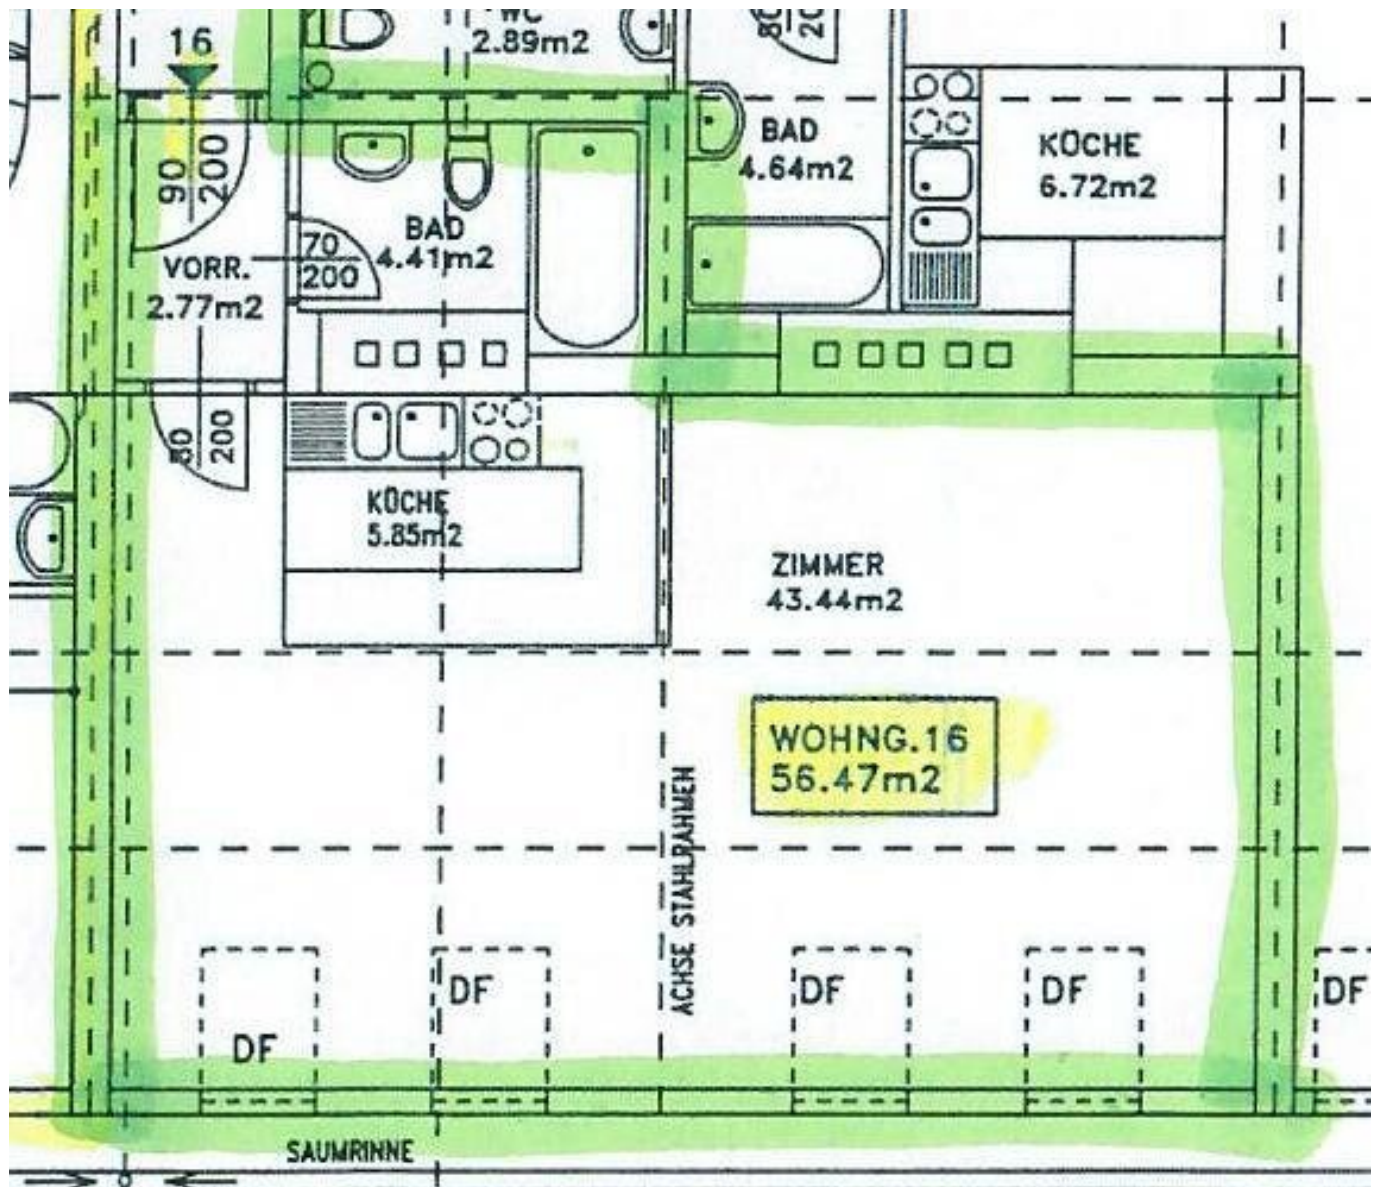 16
WC
2.89m2
80
20
90
200
BAD
4.64m2
KÜCHE
6.72m2
70
200
BAD
4.41m2
VORR.
2.77m2
80
200
KÜCHE
5.85m2
ZIMMER
43.44m2
WOHNG.16
56.47m2
ACHSE STAHLRAHMEN
DF
DF
DF
DF
DF
SAUMRINNE